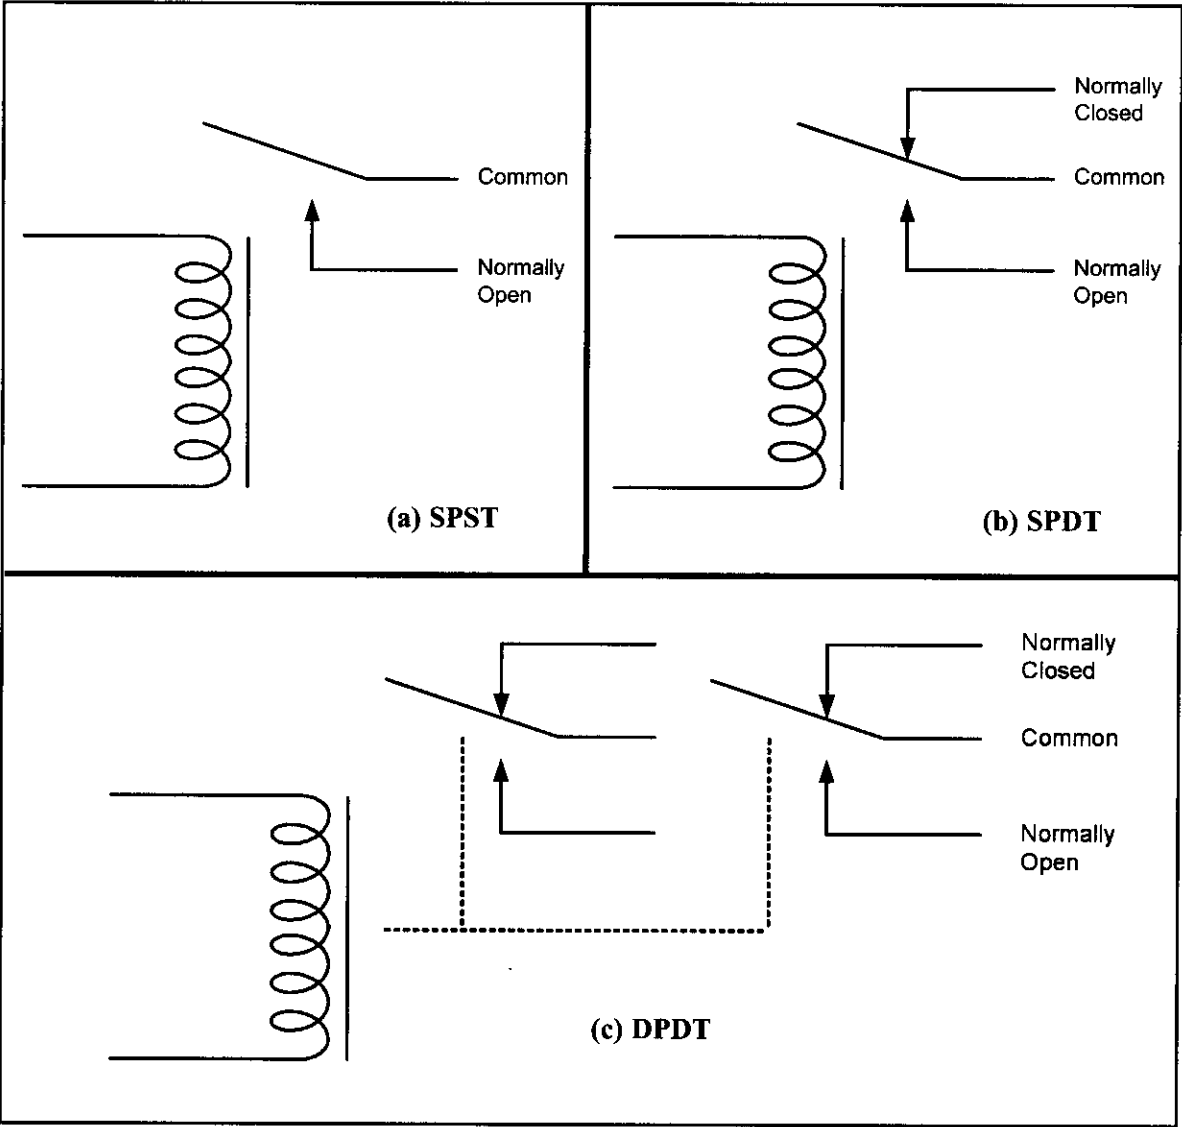 Common
Normally
Open
(a) SPST
Normally
Closed
Common
Normally
Open
(b) SPDT
Normally
Closed
Common
Normally
Open
(c) DPDT